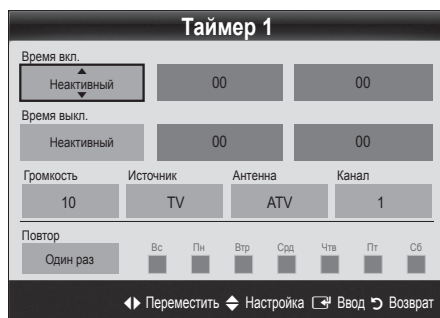 Таймер 1
Время вкл.
Неактивный 00 00
Время выкл.
Неактивный 00 00
Громкость Источник Антенна Канал
10 TV ATV 1
Повтор
Вс Пн Втр Срд Чтв Пт Сб
Один раз
Переместить Настройка Ввод Возврат